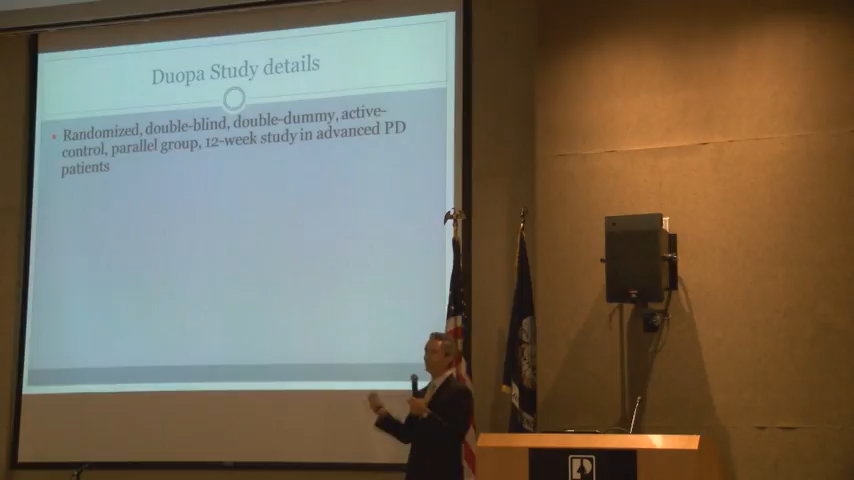 Duopa Study details
Randomized, double-blind, double-dummy, active-
control, parallel group, 12-week study in advanced PD
patients